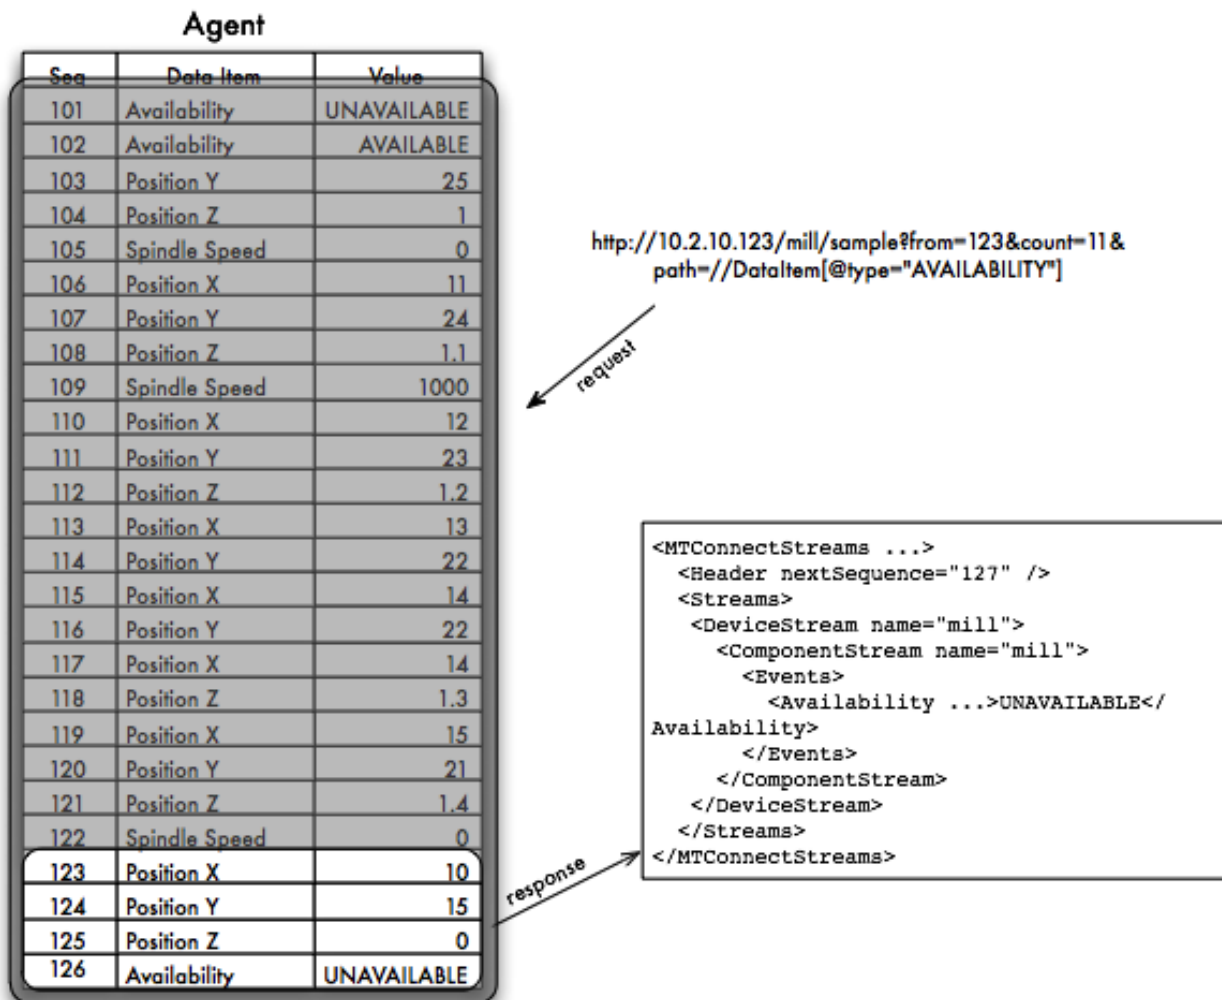 Agent
Seq Data Item Value
101 Availability UNAVAILABLE
102 Availability AVAILABLE
103 Position Y 25
104 Position Z 1
105 Spindle Speed 0
106 Position X 11
107 Position Y 24
108 Position Z 1.1
109 Spindle Speed 1000
110 Position X 12
111 Position Y 23
112 Position Z 1.2
113 Position X 13
114 Position Y 22
115 Position X 14
116 Position Y 22
117 Position X 14
118 Position Z 1.3
119 Position X 15
120 Position Y 21
121 Position Z 1.4
122 Spindle Speed 0
123 Position X 10
124 Position Y 15
125 Position Z 0
126 Availability UNAVAILABLE
http://10.2.10.123/mill/sample?from=123&count=11&
path=//DataItem[@type="AVAILABILITY"]
request
response
<MTConnectStreams ...>
<Header nextSequence="127" />
<Streams>
<DeviceStream name="mill">
<ComponentStream name="mill">
<Events>
<Availability ...>UNAVAILABLE</
Availability>
</Events>
</ComponentStream>
</DeviceStream>
</Streams>
</MTConnectStreams>